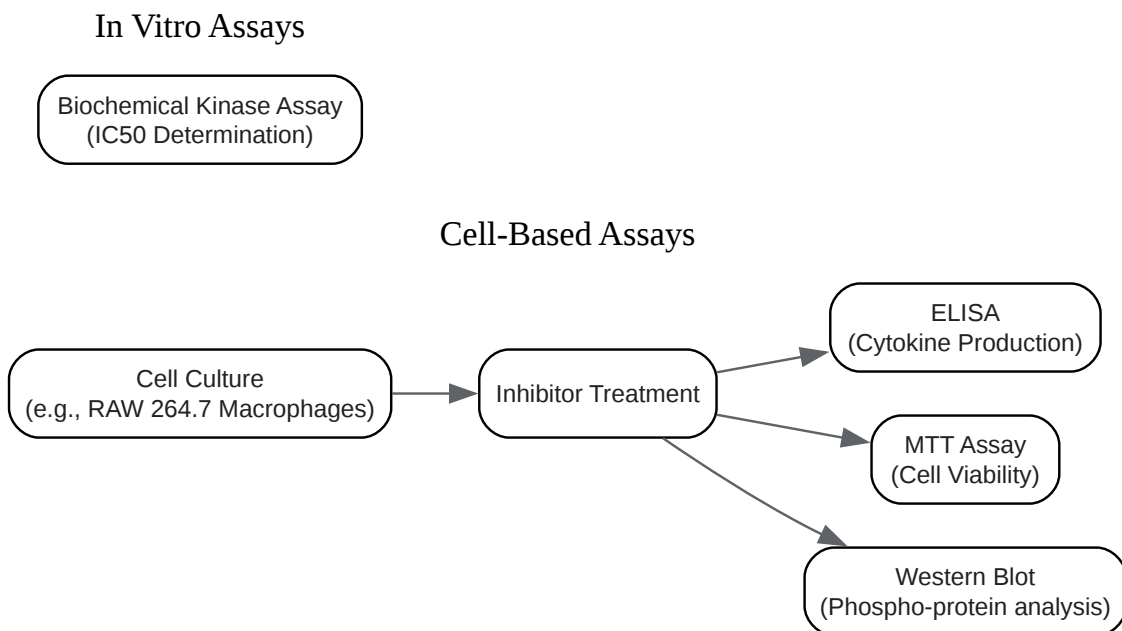 In Vitro Assays
Biochemical Kinase Assay
(IC50 Determination)
Cell-Based Assays
Cell Culture
(e.g., RAW 264.7 Macrophages)
Inhibitor Treatment
ELISA
(Cytokine Production)
MTT Assay
(Cell Viability)
Western Blot
(Phospho-protein analysis)